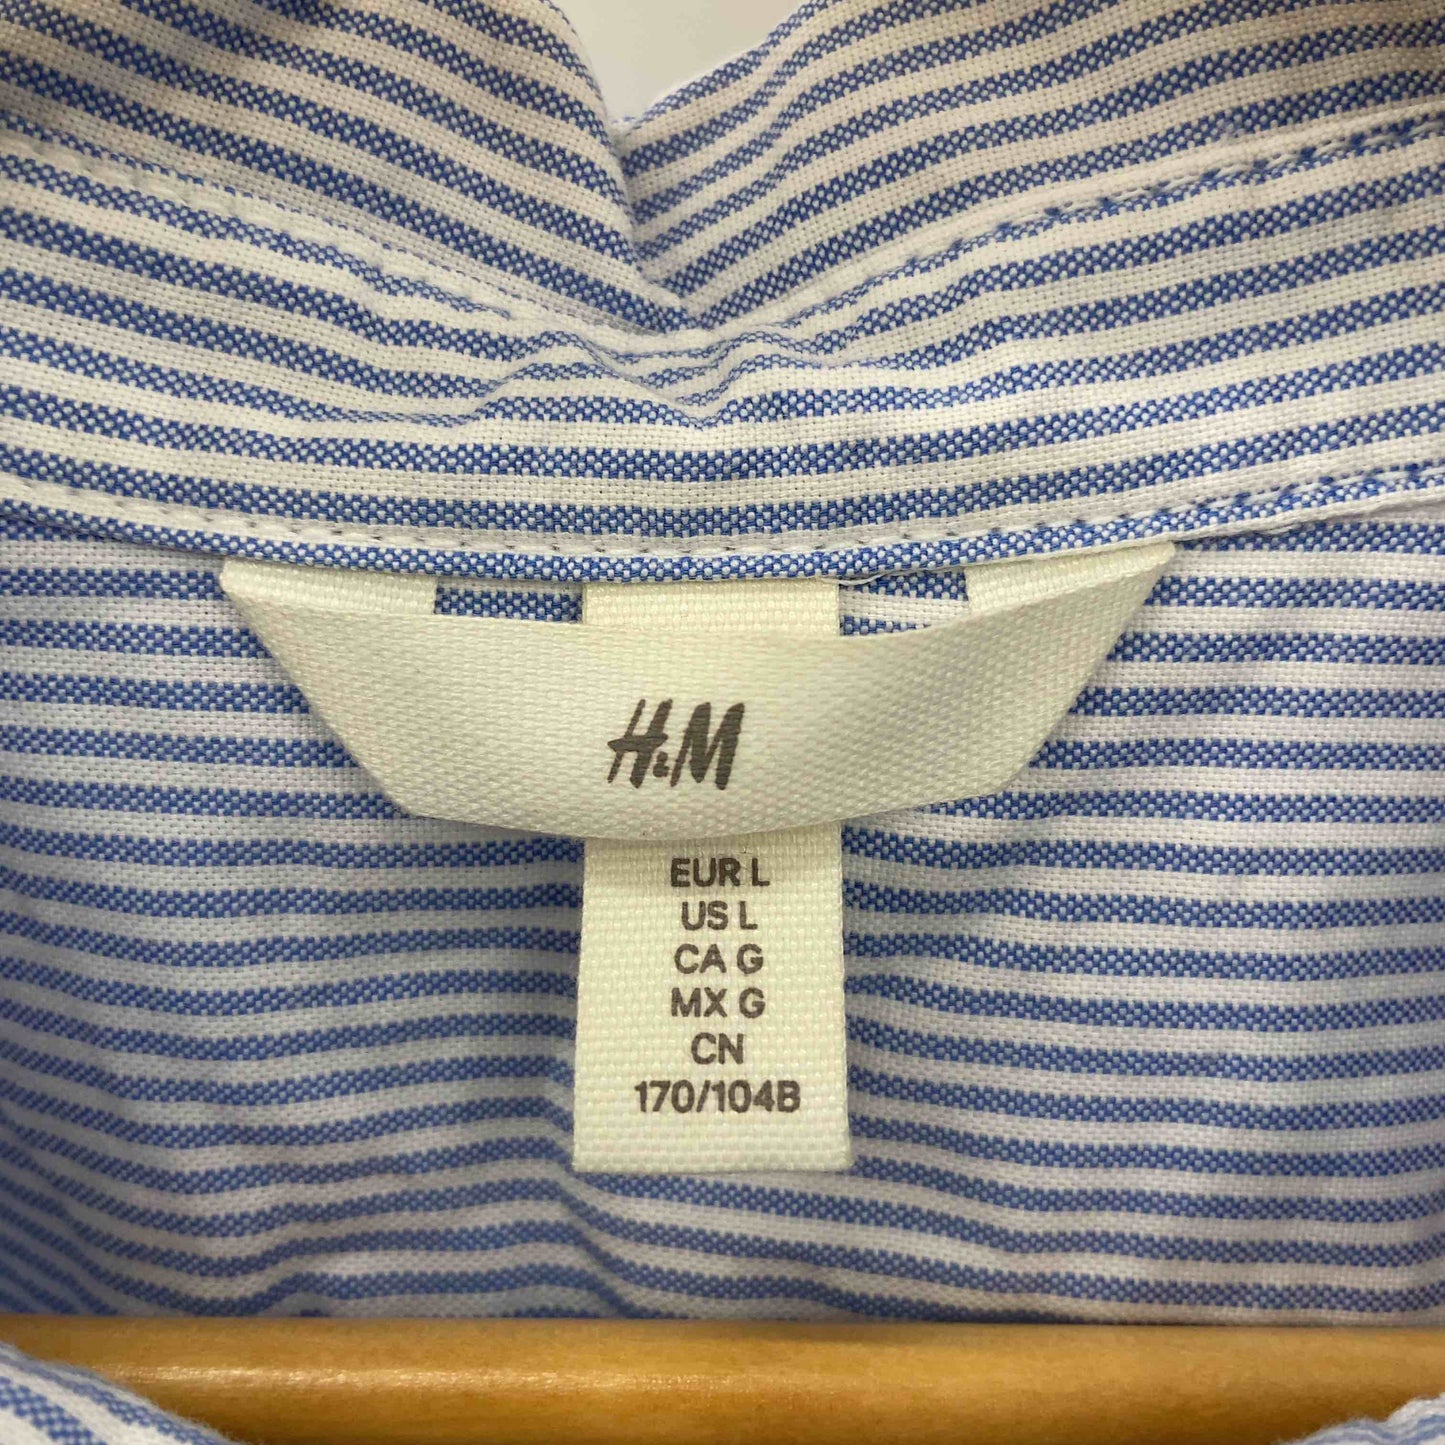 H&M
EUR L
US L
CA G
MX G
CN
170/104B